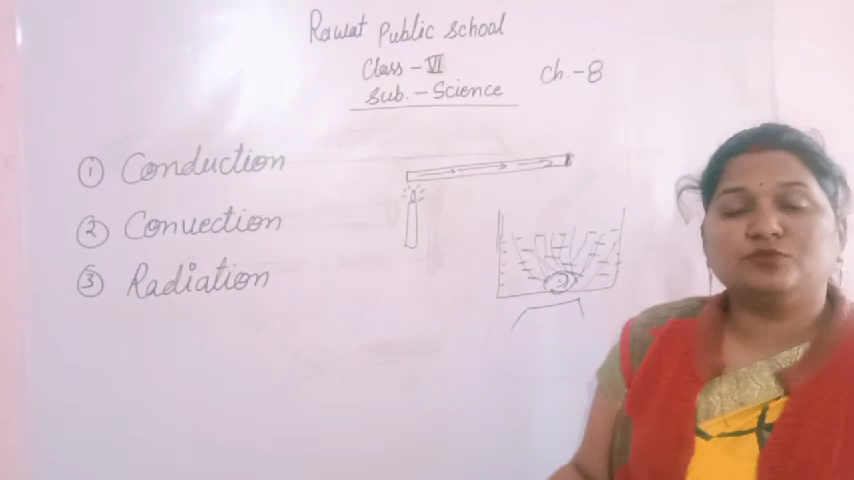 Rawat Public School
Class - VI
Sub. - Science
Ch. - 8
① Conduction
② Convection
③ Radiation